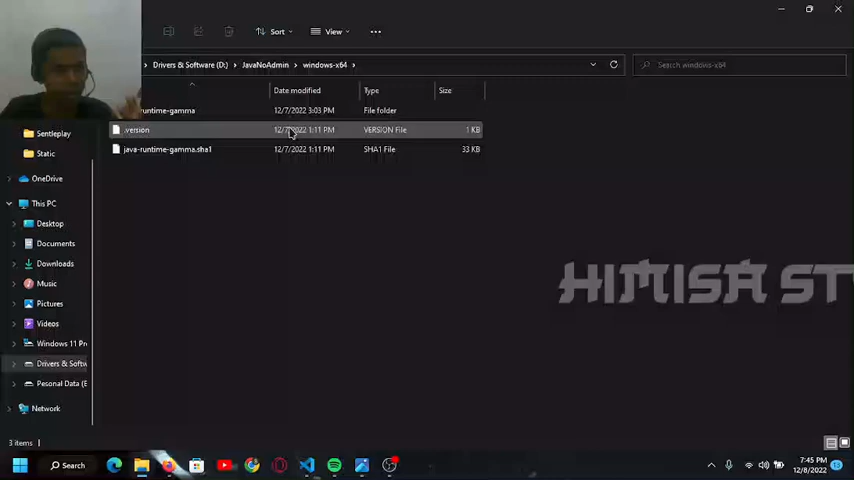 Sort
View
Drivers & Software (D:)
JavaNoAdmin
windows-x64
Search windows-x64
Date modified
Type
Size
runtime-gamma
12/7/2022 3:03 PM
File folder
.version
12/7/2022 1:11 PM
VERSION File
1 KB
java-runtime-gamma.sha1
12/7/2022 1:11 PM
SHA1 File
33 KB
Sentleplay
Static
OneDrive
This PC
Desktop
Documents
Downloads
Music
Pictures
Videos
Windows 11 Pr
Drivers & Softw
Pesonal Data (E
Network
HIMISA ST
3 items
Search
7:45 PM
12/8/2022
13